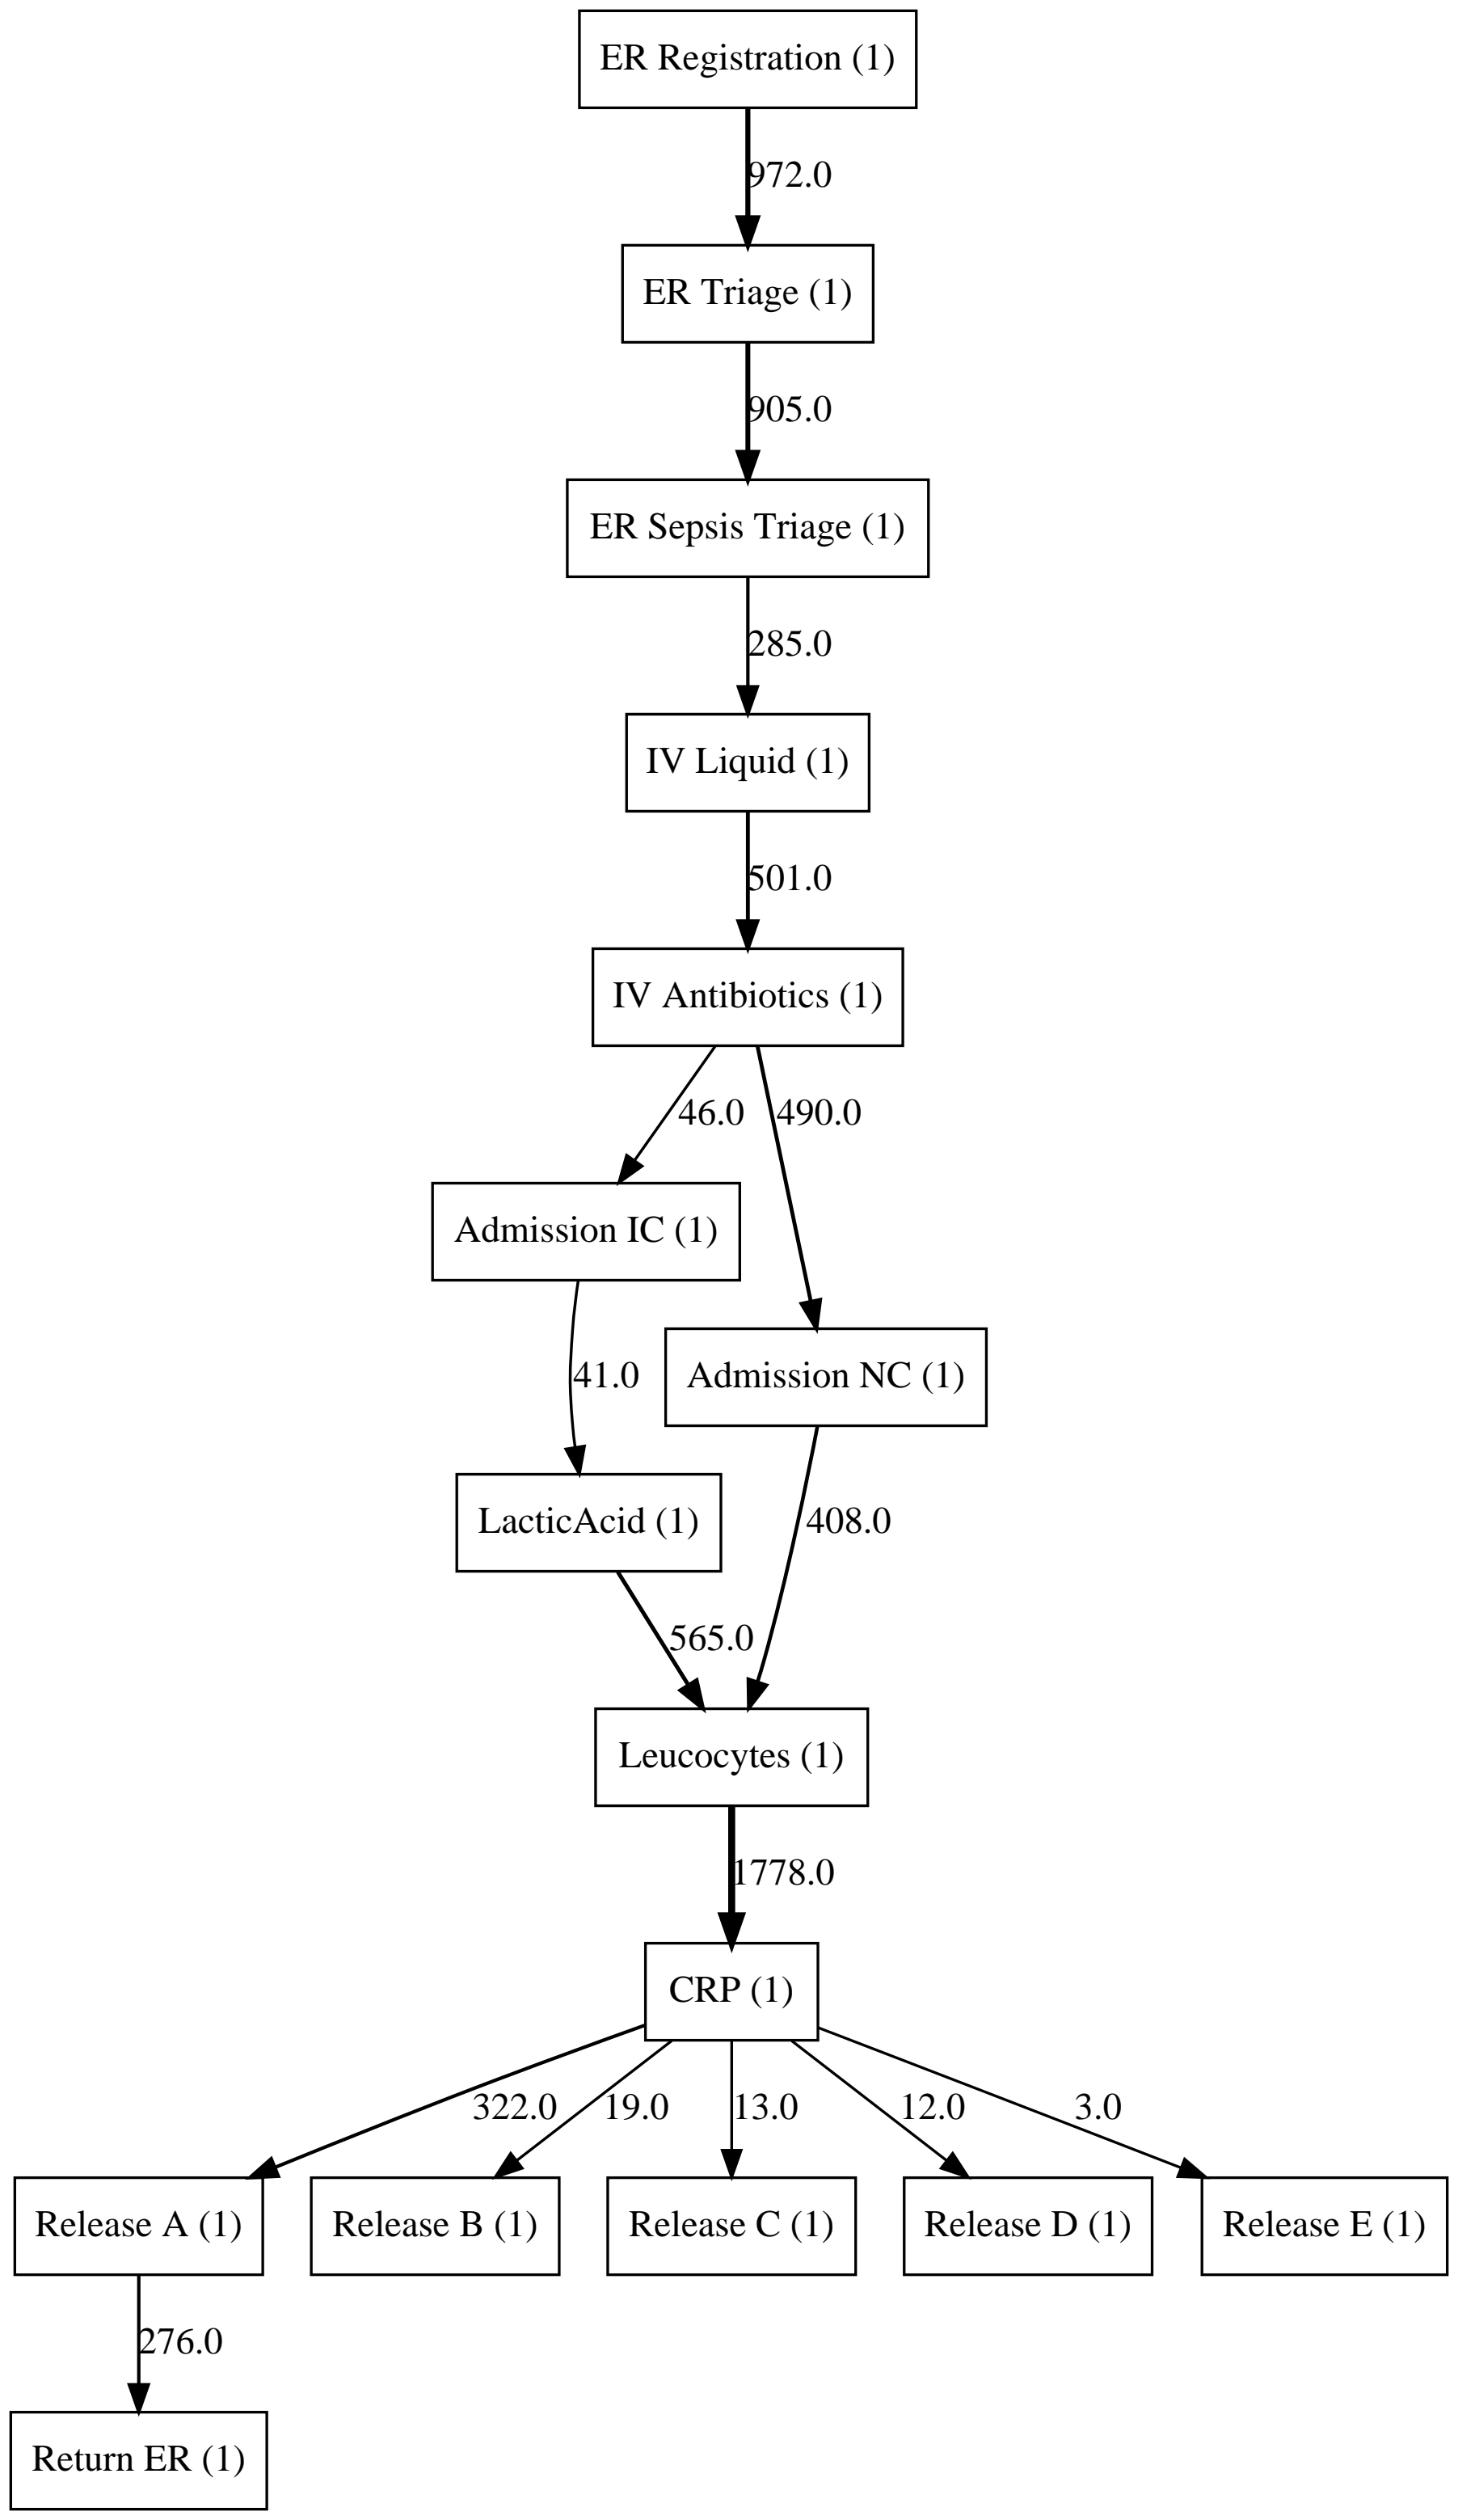 ER Registration (1)
972.0
ER Triage (1)
905.0
ER Sepsis Triage (1)
285.0
IV Liquid (1)
501.0
IV Antibiotics (1)
46.0
490.0
Admission IC (1)
41.0
Admission NC (1)
LacticAcid (1)
408.0
565.0
Leucocytes (1)
1778.0
CRP (1)
322.0
19.0
13.0
12.0
3.0
Release A (1)
Release B (1)
Release C (1)
Release D (1)
Release E (1)
276.0
Return ER (1)